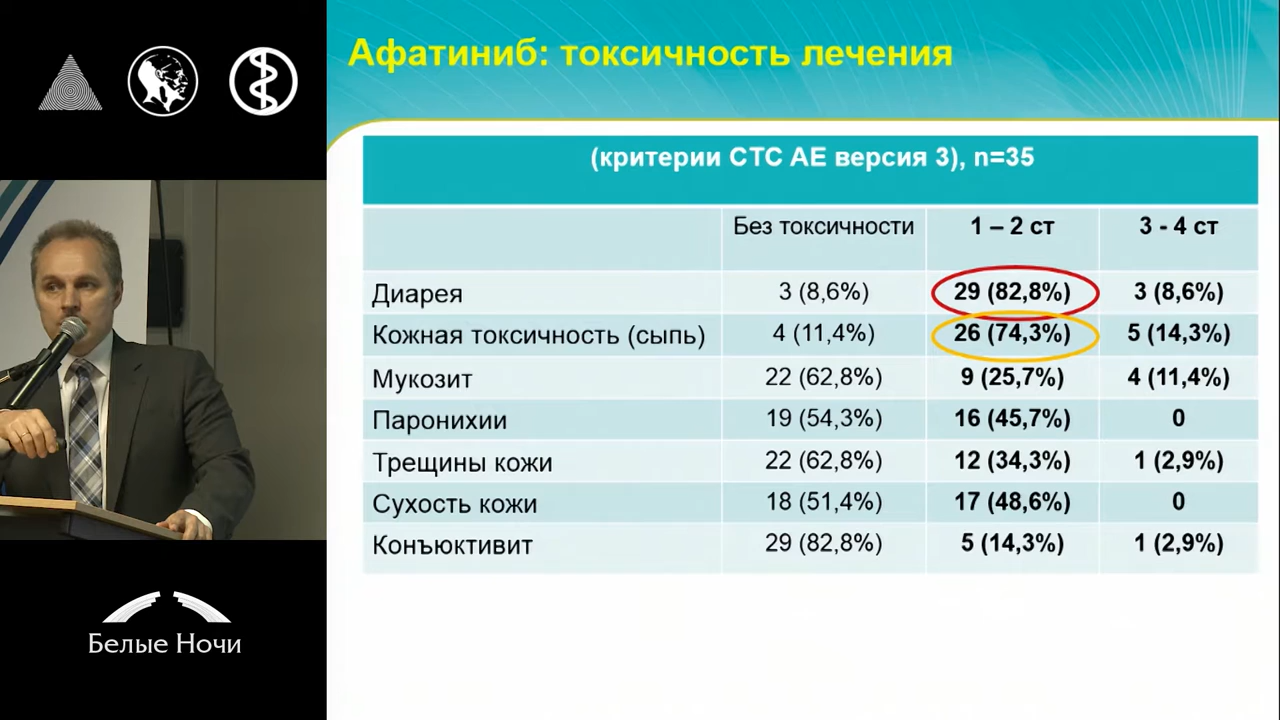 Афатиниб: токсичность лечения
(критерии СТС АЕ версия 3), n=35
Без токсичности 1 – 2 ст 3 - 4 ст
Диарея 3 (8,6%) 29 (82,8%) 3 (8,6%)
Кожная токсичность (сыпь) 4 (11,4%) 26 (74,3%) 5 (14,3%)
Мукозит 22 (62,8%) 9 (25,7%) 4 (11,4%)
Паронихии 19 (54,3%) 16 (45,7%) 0
Трещины кожи 22 (62,8%) 12 (34,3%) 1 (2,9%)
Сухость кожи 18 (51,4%) 17 (48,6%) 0
Конъюктивит 29 (82,8%) 5 (14,3%) 1 (2,9%)
Белые Ночи